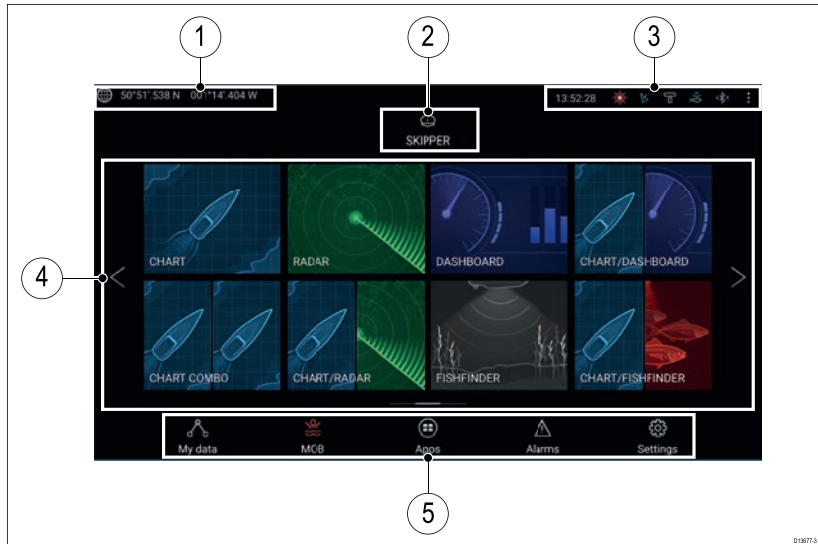 1
2
3
50°51'.538 N 001°14'.404 W
13:52:28
SKIPPER
4
CHART
RADAR
DASHBOARD
CHART/DASHBOARD
CHART COMBO
CHART/RADAR
FISHFINDER
CHART/FISHFINDER
My data
MOB
Apps
Alarms
Settings
5
D13677-3